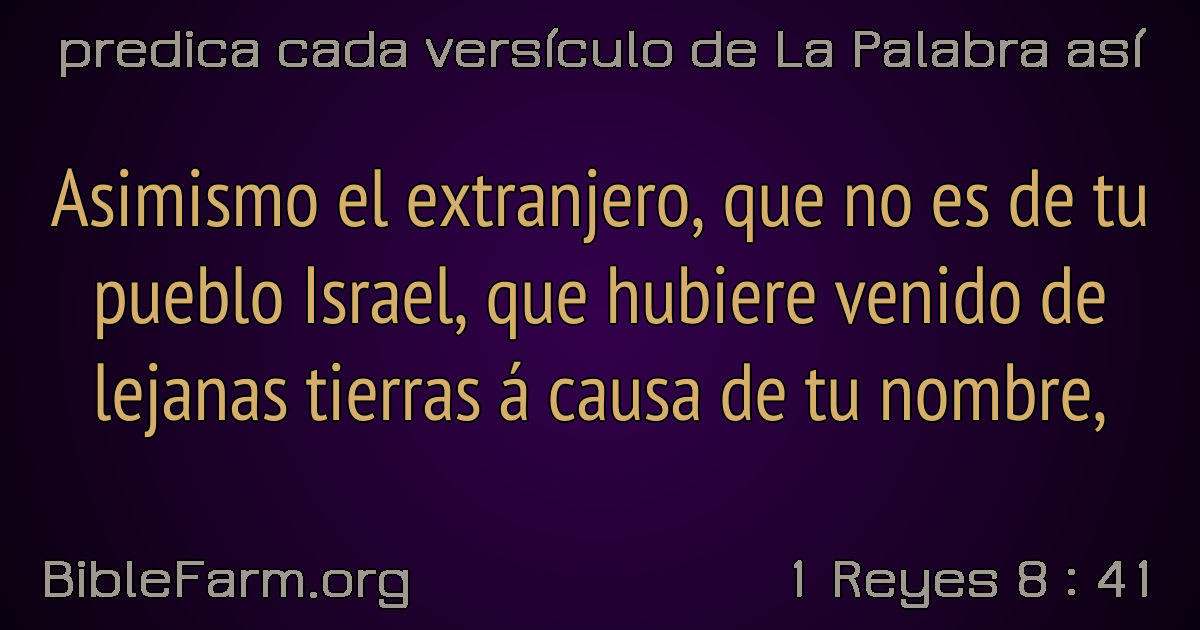 predica cada versículo de La Palabra así
Asimismo el extranjero, que no es de tu
pueblo Israel, que hubiere venido de
lejanas tierras á causa de tu nombre,
BibleFarm.org
1 Reyes 8 : 41